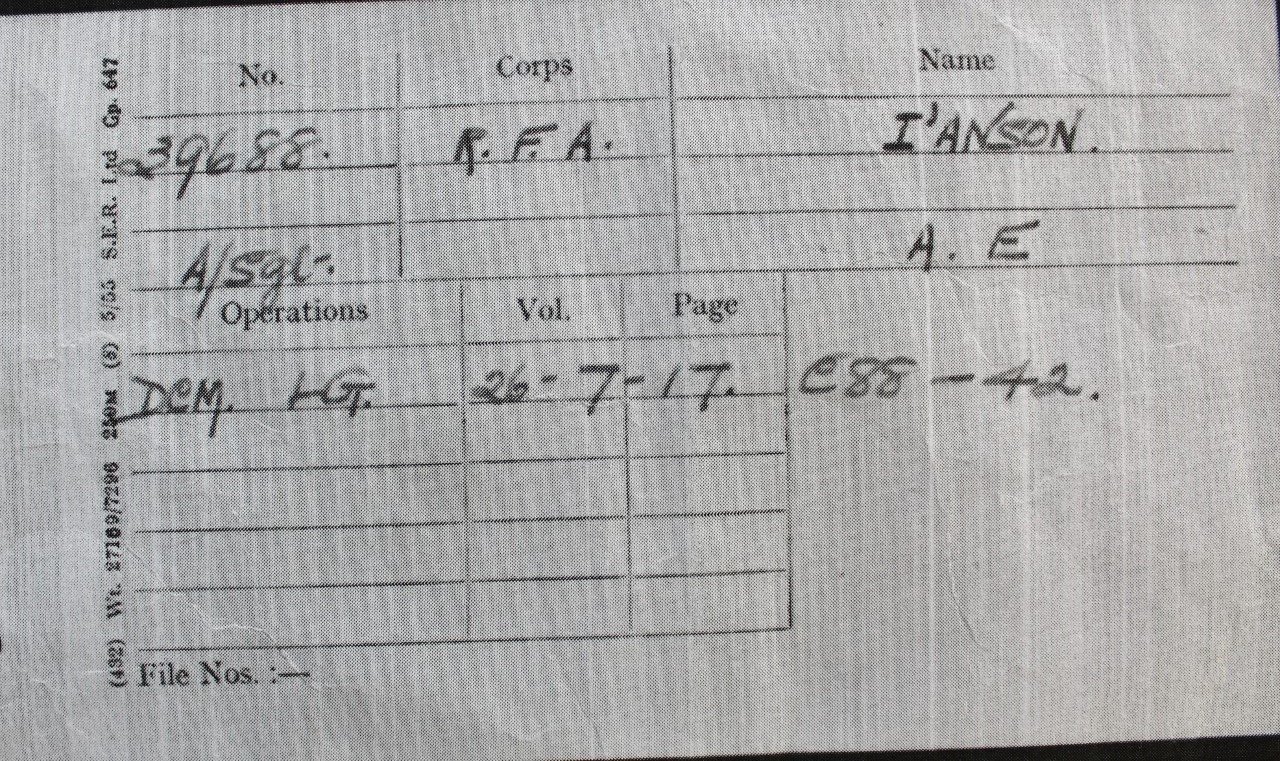 No. Corps Name
239688. R.F.A. I'ANSON.
A/Sgt. A. E
Operations Vol. Page
DCM. LG. 26-7-17. C88-42.
File Nos. :—
(432) Wt. 27169/7296 250M (8) 5/55 S.E.R. Ltd Gp. 647